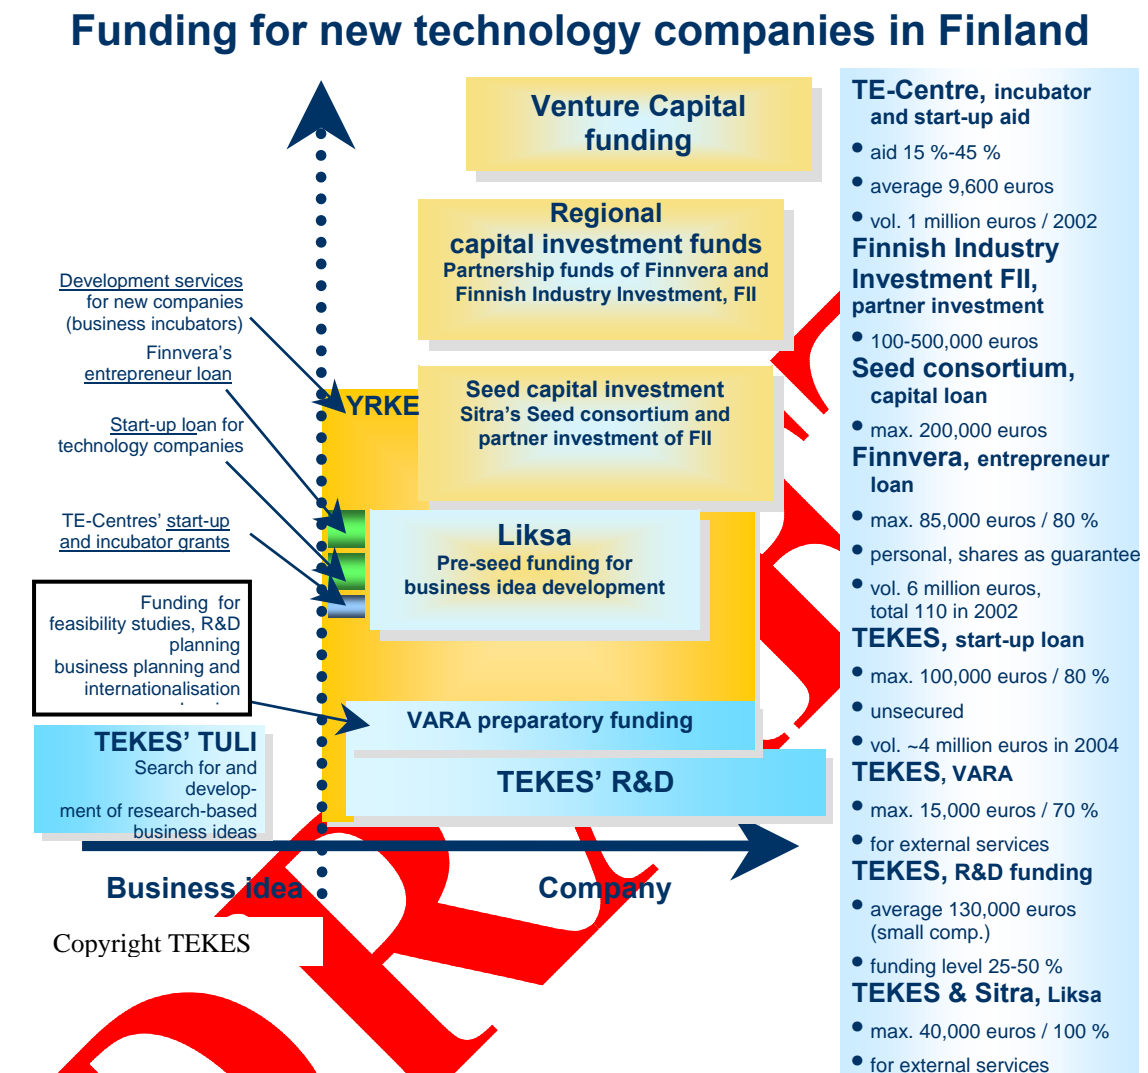 Funding for new technology companies in Finland
Venture Capital
funding
Regional
capital investment funds
Partnership funds of Finnvera and
Finnish Industry Investment, FII
Development services
for new companies
(business incubators)
Finnvera's
entrepreneur loan
Start-up loan for
technology companies
TE-Centres' start-up
and incubator grants
Funding for
feasibility studies, R&D
planning
business planning and
internationalisation
YRKE
Seed capital investment
Sitra's Seed consortium and
partner investment of FII
Liksa
Pre-seed funding for
business idea development
VARA preparatory funding
TEKES' R&D
TEKES' TULI
Search for and
develop-
ment of research-based
business ideas
Business idea
Company
Copyright TEKES
TE-Centre, incubator
and start-up aid
• aid 15 %-45 %
• average 9,600 euros
• vol. 1 million euros / 2002
Finnish Industry
Investment FII,
partner investment
• 100-500,000 euros
Seed consortium,
capital loan
• max. 200,000 euros
Finnvera, entrepreneur
loan
• max. 85,000 euros / 80 %
• personal, shares as guarantee
• vol. 6 million euros,
total 110 in 2002
TEKES, start-up loan
• max. 100,000 euros / 80 %
• unsecured
• vol. ~4 million euros in 2004
TEKES, VARA
• max. 15,000 euros / 70 %
• for external services
TEKES, R&D funding
• average 130,000 euros
(small comp.)
• funding level 25-50 %
TEKES & Sitra, Liksa
• max. 40,000 euros / 100 %
• for external services